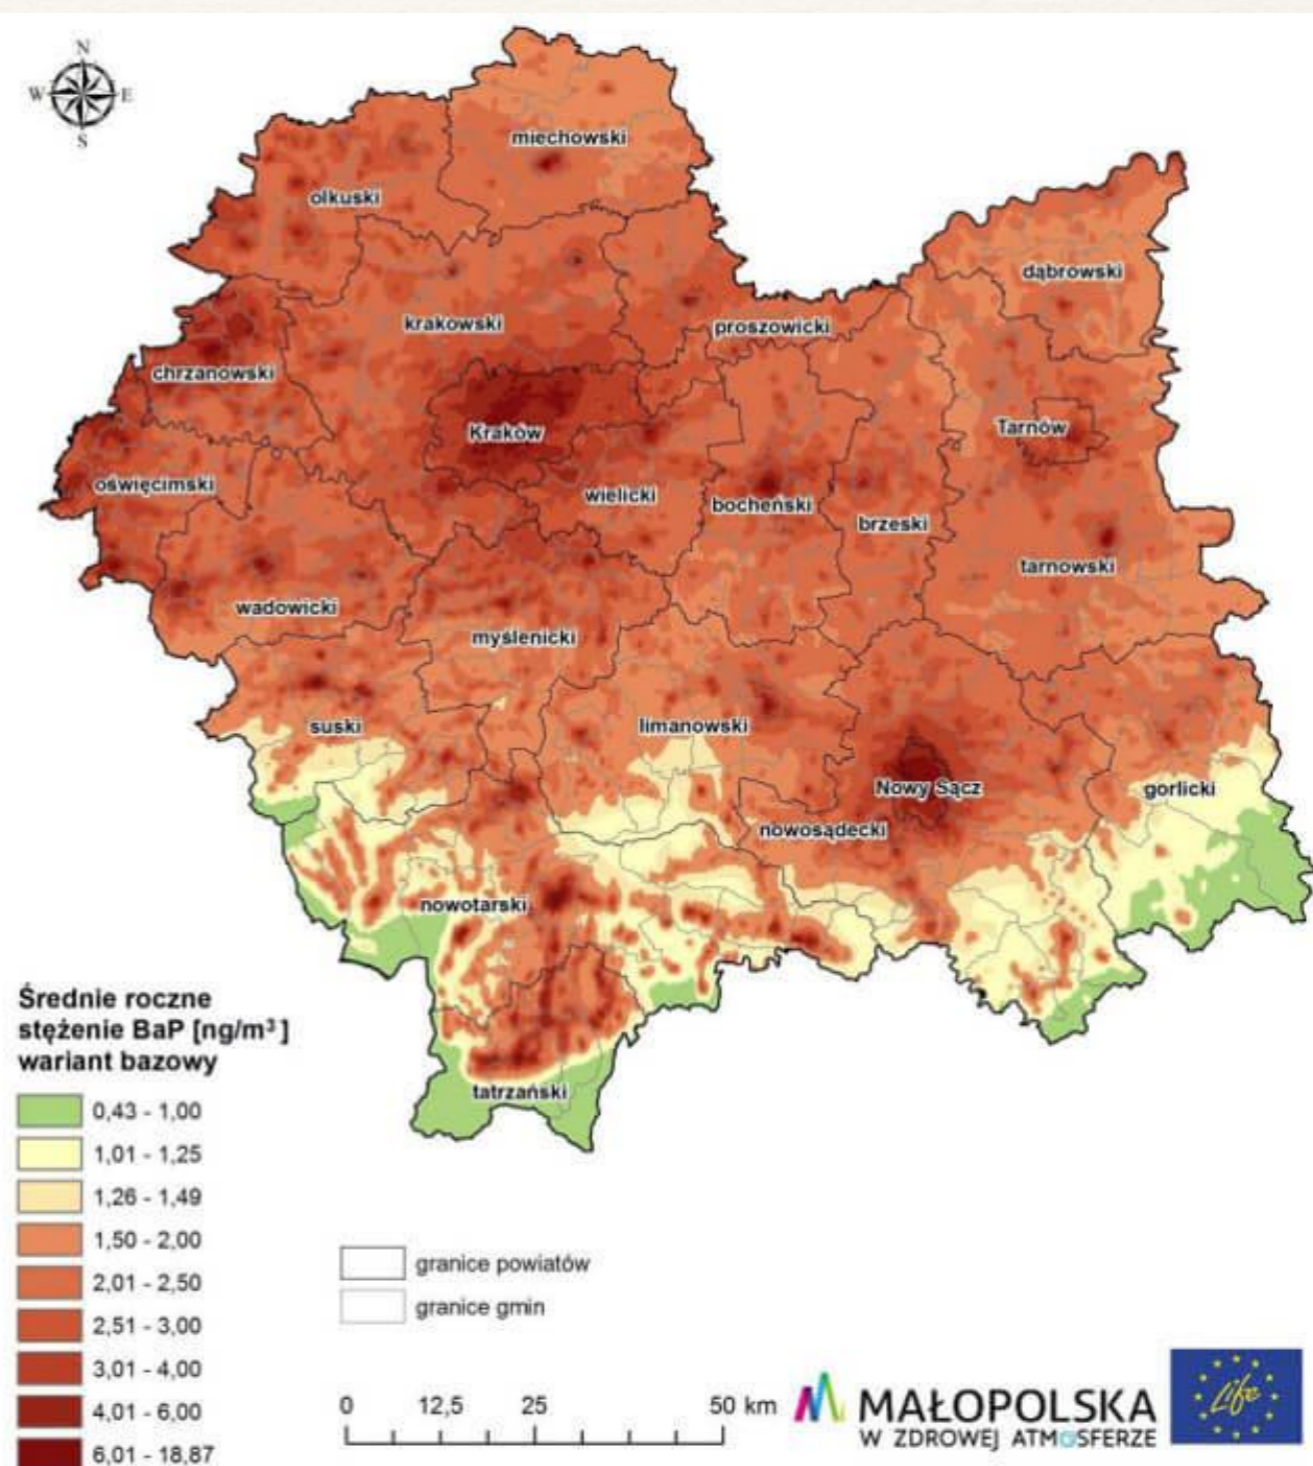 N
W E
S
miechowski
olkuski
dąbrowski
krakowski
proszowicki
chrzanowski
Kraków
Tarnów
oświęcimski
wielicki
bocheński
brzeski
tarnowski
wadowicki
myślenicki
suski
limanowski
Nowy Sącz
gorlicki
nowosądecki
nowotarski
tatrzański
Średnie roczne
stężenie BaP [ng/m³]
wariant bazowy
0,43 - 1,00
1,01 - 1,25
1,26 - 1,49
1,50 - 2,00
2,01 - 2,50
2,51 - 3,00
3,01 - 4,00
4,01 - 6,00
6,01 - 18,87
granice powiatów
granice gmin
0 12,5 25 50 km
MAŁOPOLSKA
W ZDROWEJ ATMOSFERZE
Life